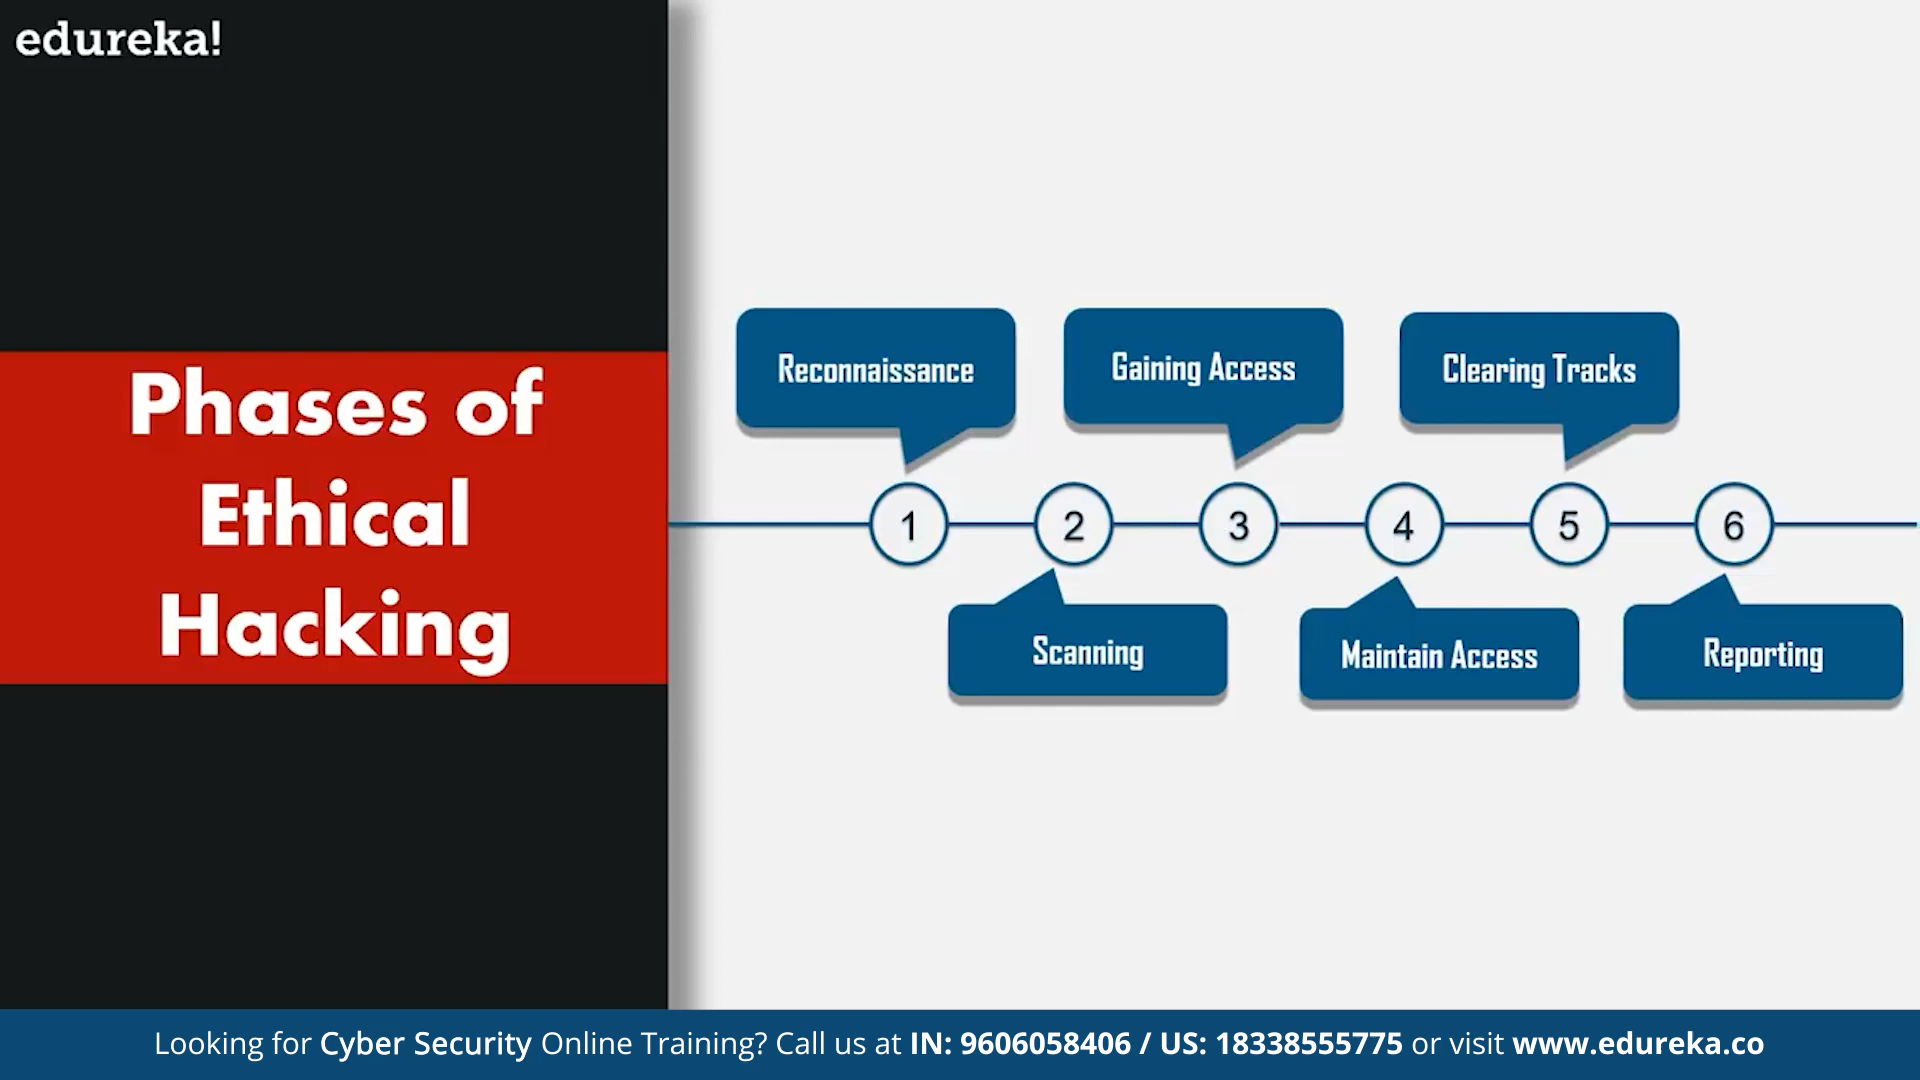 edureka!
Phases of
Ethical
Hacking
Reconnaissance
Gaining Access
Clearing Tracks
1
2
3
4
5
6
Scanning
Maintain Access
Reporting
Looking for Cyber Security Online Training? Call us at IN: 9606058406 / US: 18338555775 or visit www.edureka.co